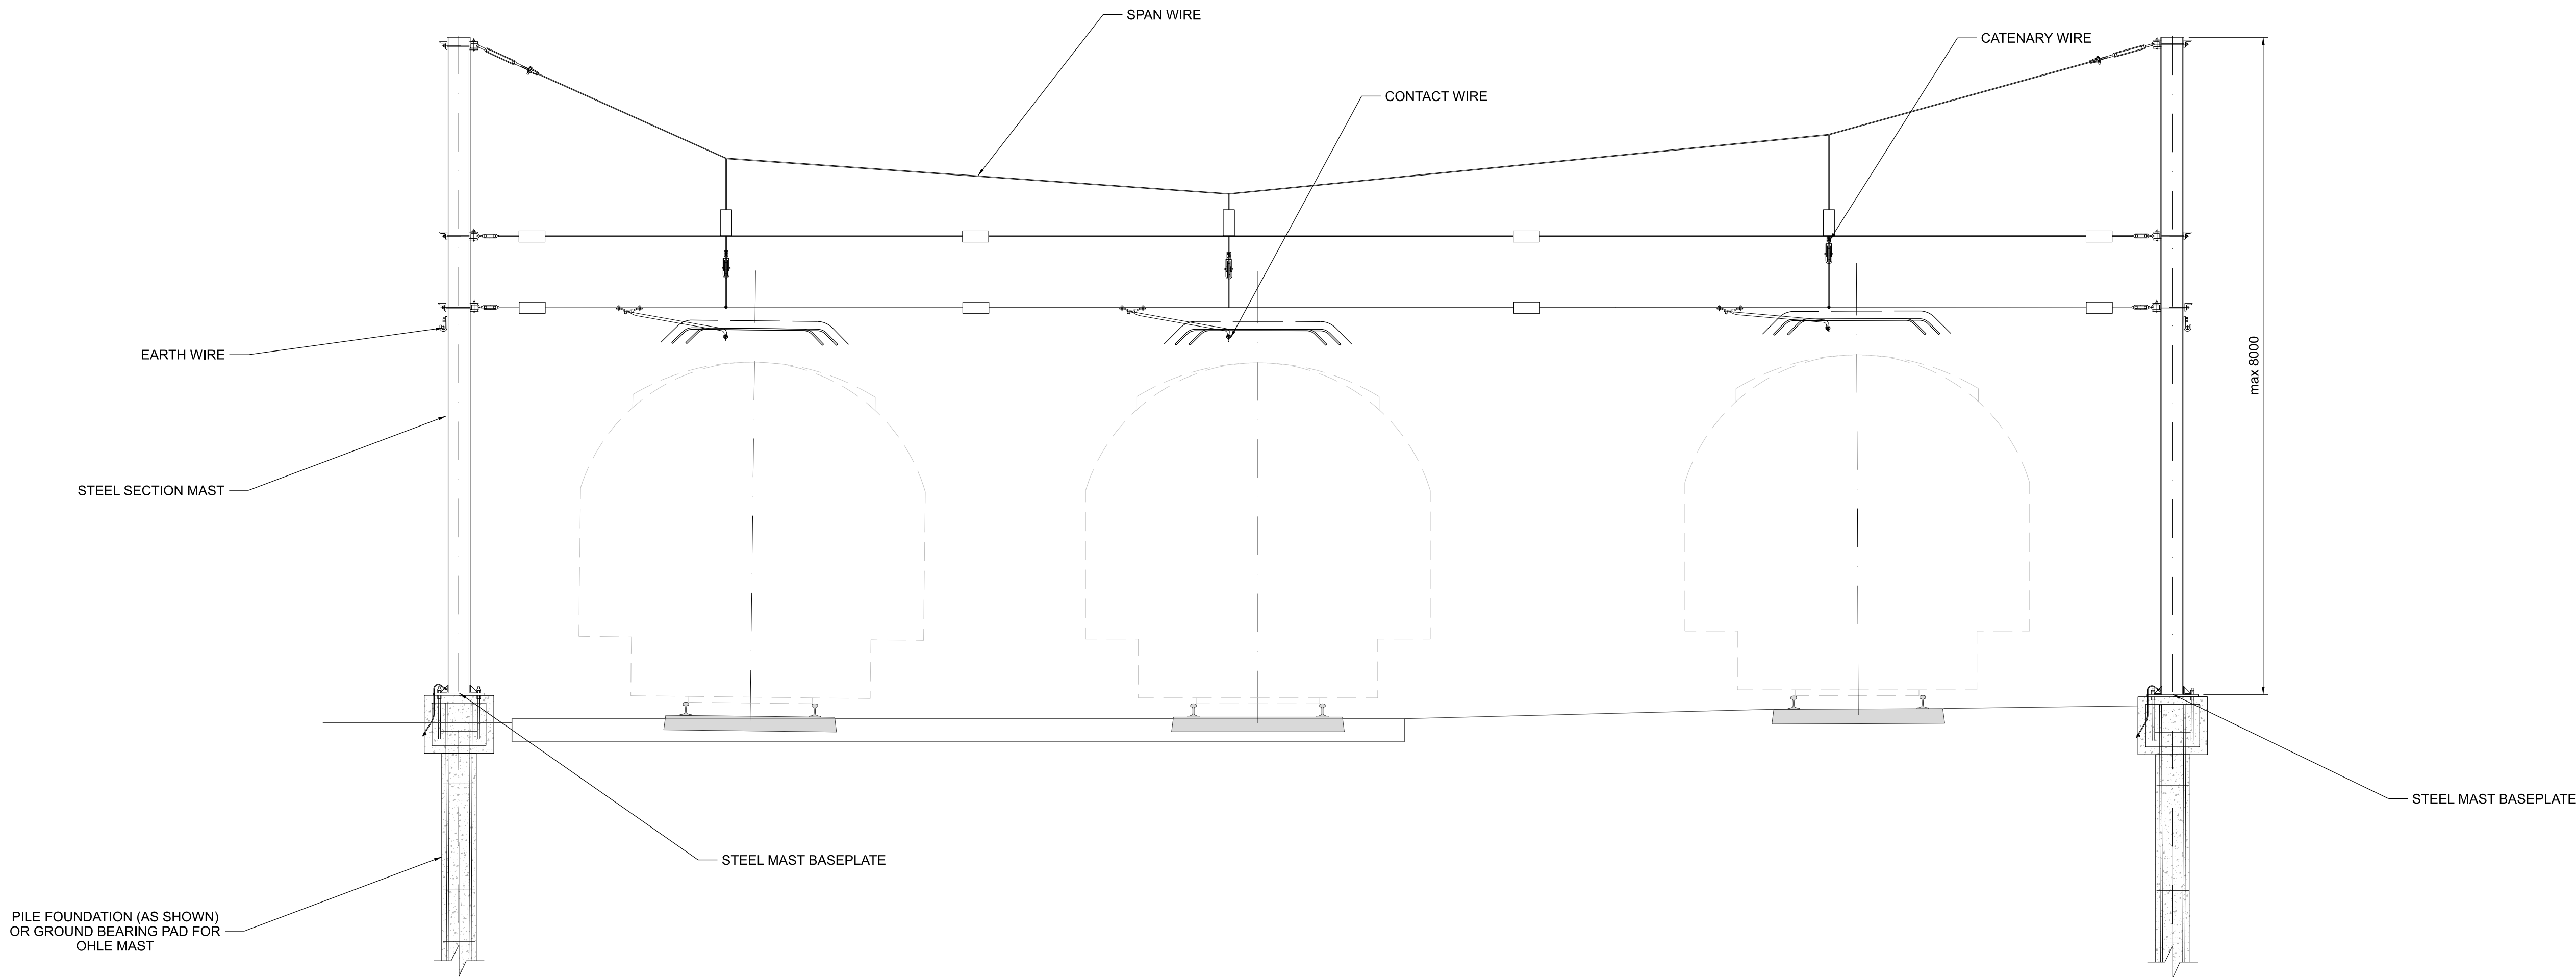 SPAN WIRE
CATENARY WIRE
CONTACT WIRE
EARTH WIRE
max 8000
STEEL SECTION MAST
STEEL MAST BASEPLATE
STEEL MAST BASEPLATE
PILE FOUNDATION (AS SHOWN)
OR GROUND BEARING PAD FOR
OHLE MAST